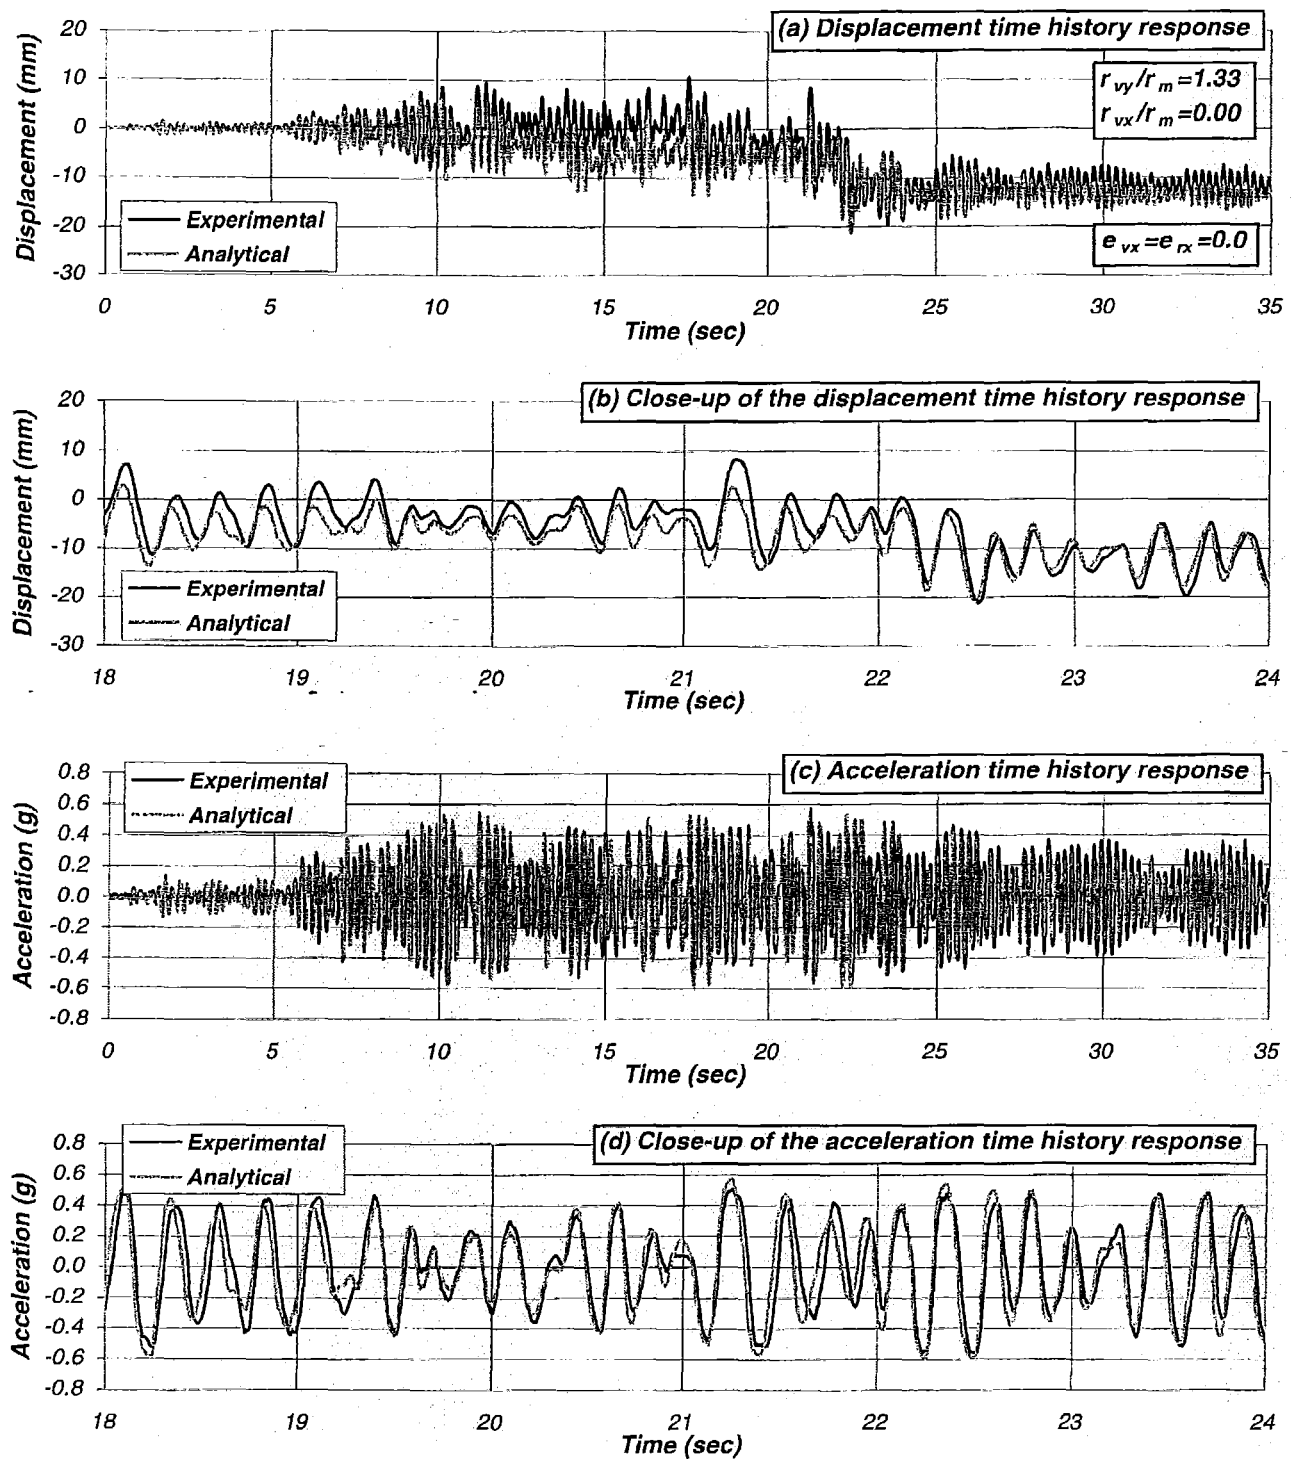 (a) Displacement time history response
r vy/r m=1.33
r vx/r m=0.00
e vx=e rx=0.0
Displacement (mm)
20
10
0
-10
-20
-30
Experimental
Analytical
0 5 10 15 20 25 30 35
Time (sec)
(b) Close-up of the displacement time history response
Displacement (mm)
20
10
0
-10
-20
-30
Experimental
Analytical
18 19 20 21 22 23 24
Time (sec)
(c) Acceleration time history response
Acceleration (g)
0.8
0.6
0.4
0.2
0.0
-0.2
-0.4
-0.6
-0.8
Experimental
Analytical
0 5 10 15 20 25 30 35
Time (sec)
(d) Close-up of the acceleration time history response
Acceleration (g)
0.8
0.6
0.4
0.2
0.0
-0.2
-0.4
-0.6
-0.8
Experimental
Analytical
18 19 20 21 22 23 24
Time (sec)